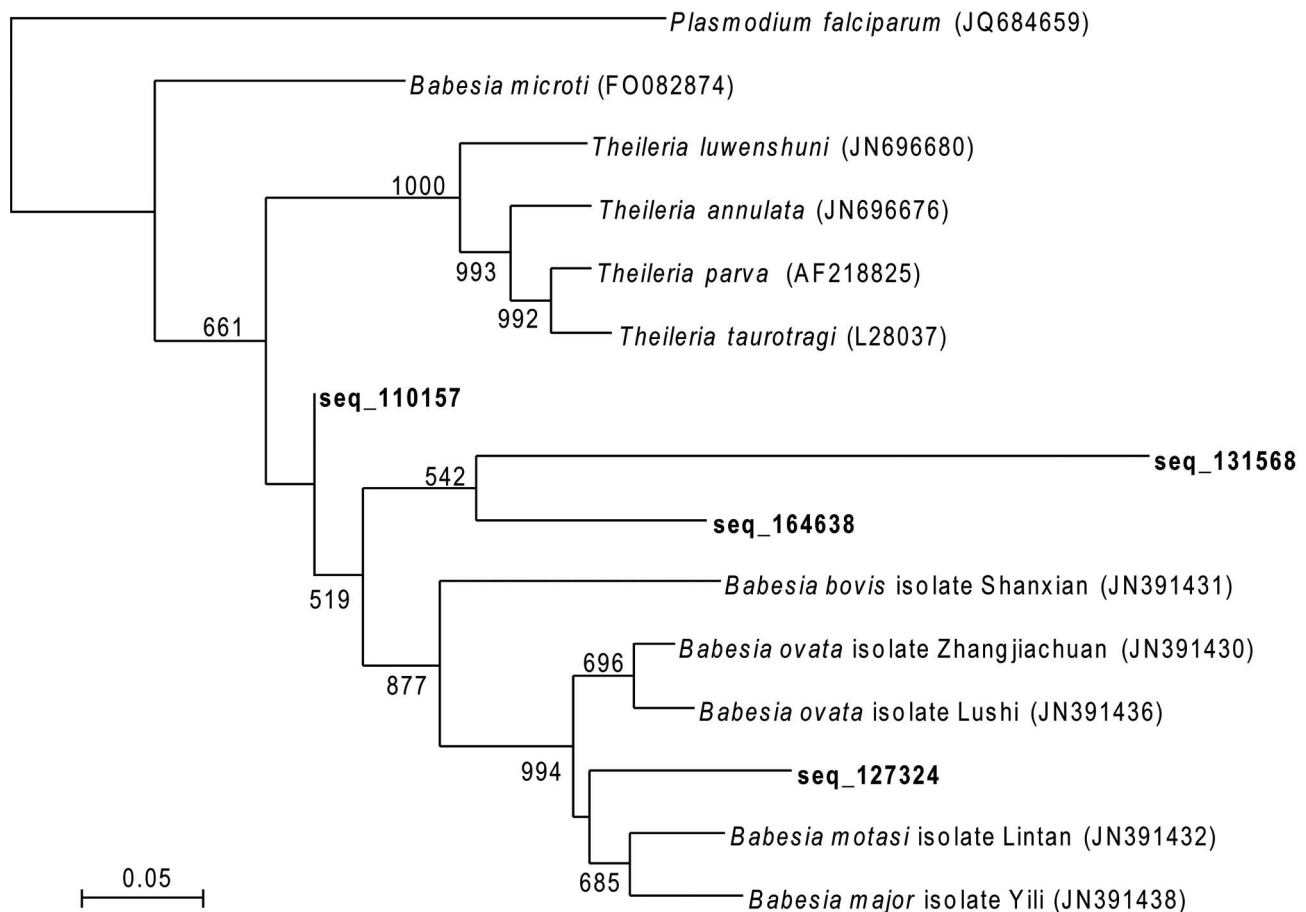 Plasmodium falciparum (JQ684659)
Babesia microti (FO082874)
Theileria luwenshuni (JN696680)
1000
Theileria annulata (JN696676)
993
Theileria parva (AF218825)
992
Theileria taurotragi (L28037)
661
seq_110157
542
seq_131568
seq_164638
519
Babesia bovis isolate Shanxian (JN391431)
Babesia ovata isolate Zhangjiachuan (JN391430)
696
877
Babesia ovata isolate Lushi (JN391436)
994
seq_127324
Babesia motasi isolate Lintan (JN391432)
685
0.05
Babesia major isolate Yili (JN391438)